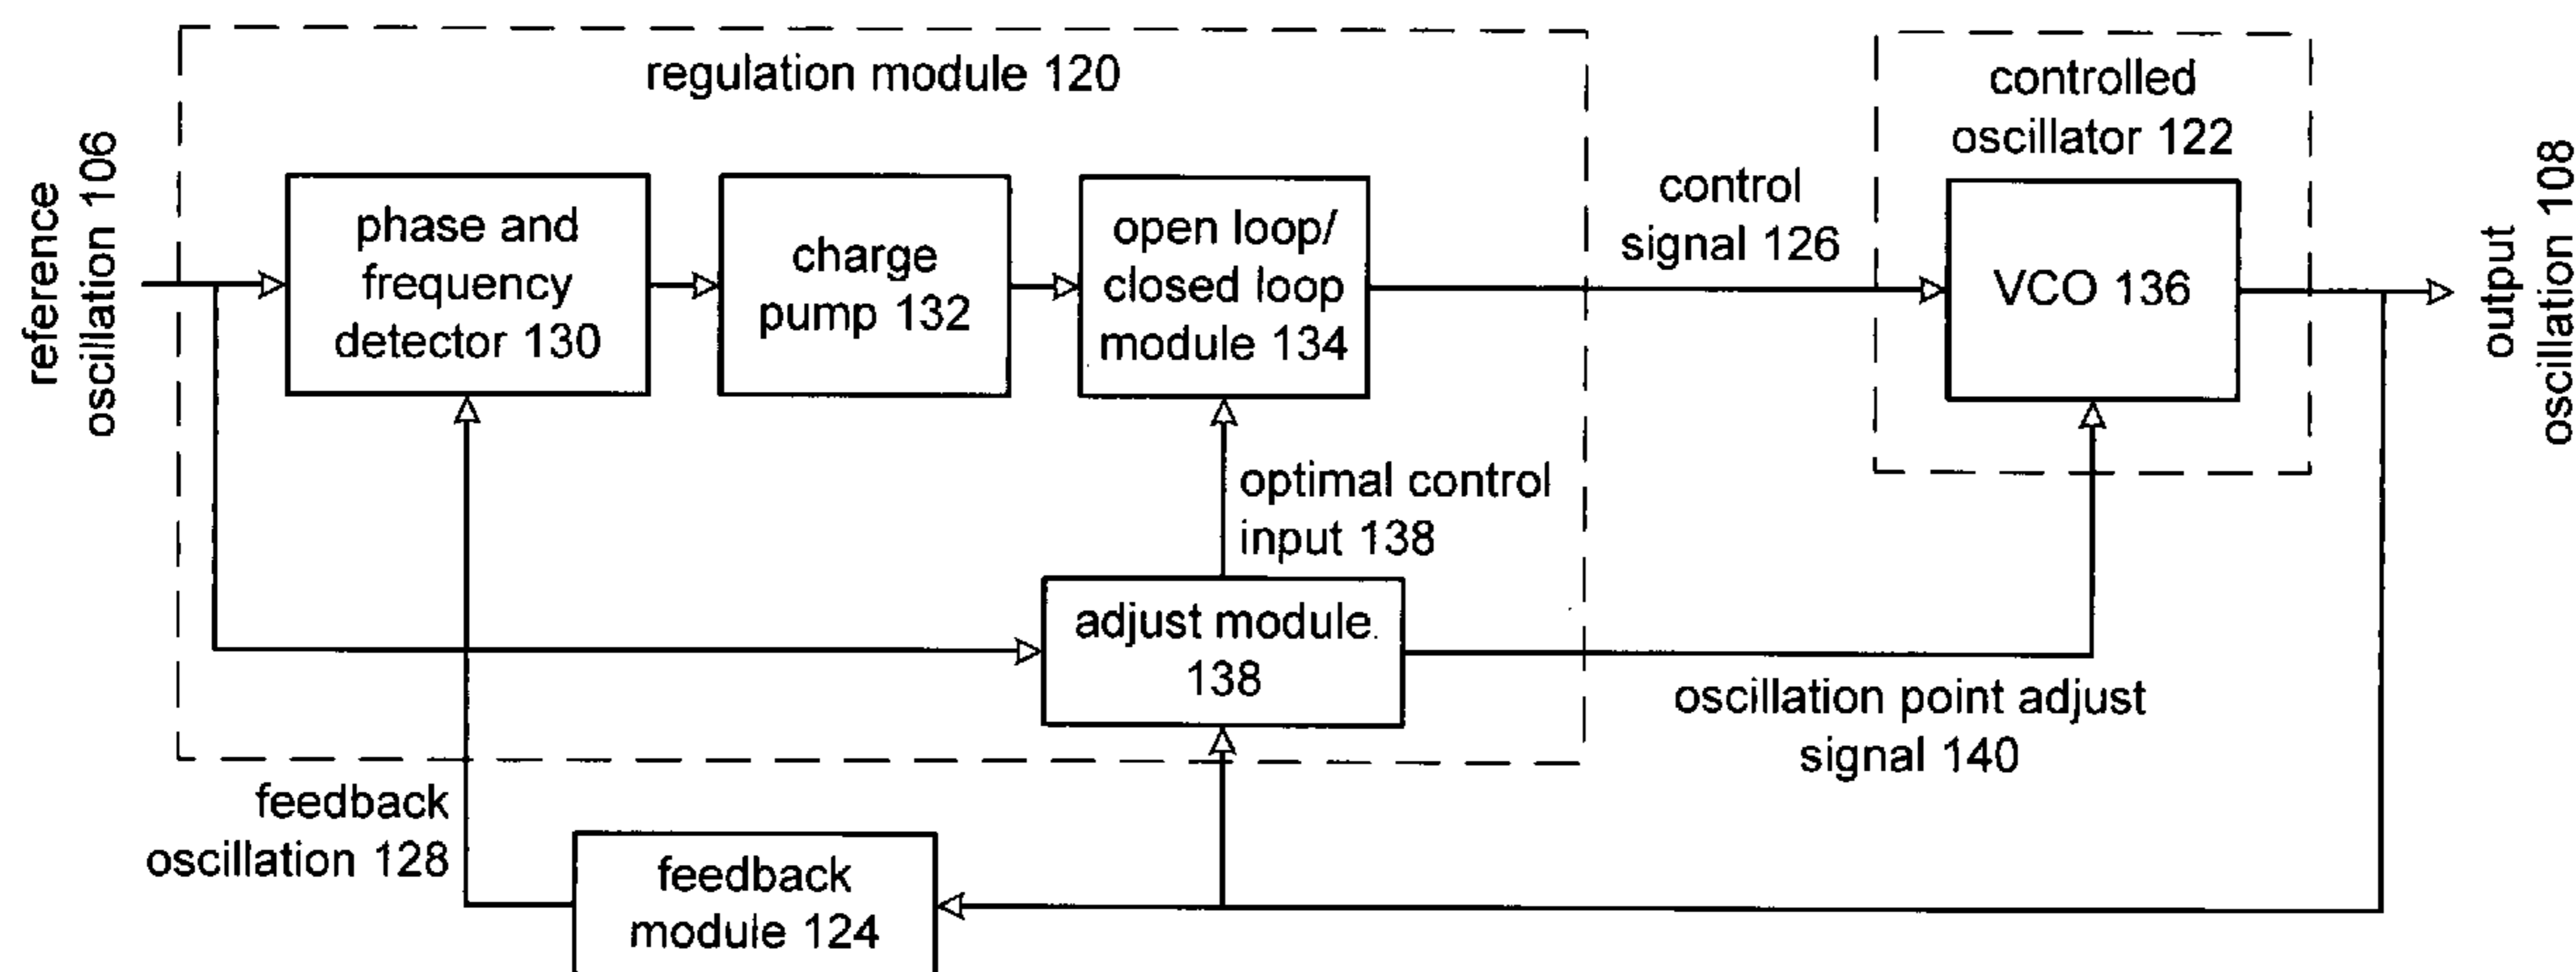 regulation module 120
controlled
oscillator 122
reference
oscillation 106
phase and
frequency
detector 130
charge
pump 132
open loop/
closed loop
module 134
control
signal 126
VCO 136
output
oscillation 108
optimal control
input 138
adjust module
138
oscillation point adjust
signal 140
feedback
oscillation 128
feedback
module 124